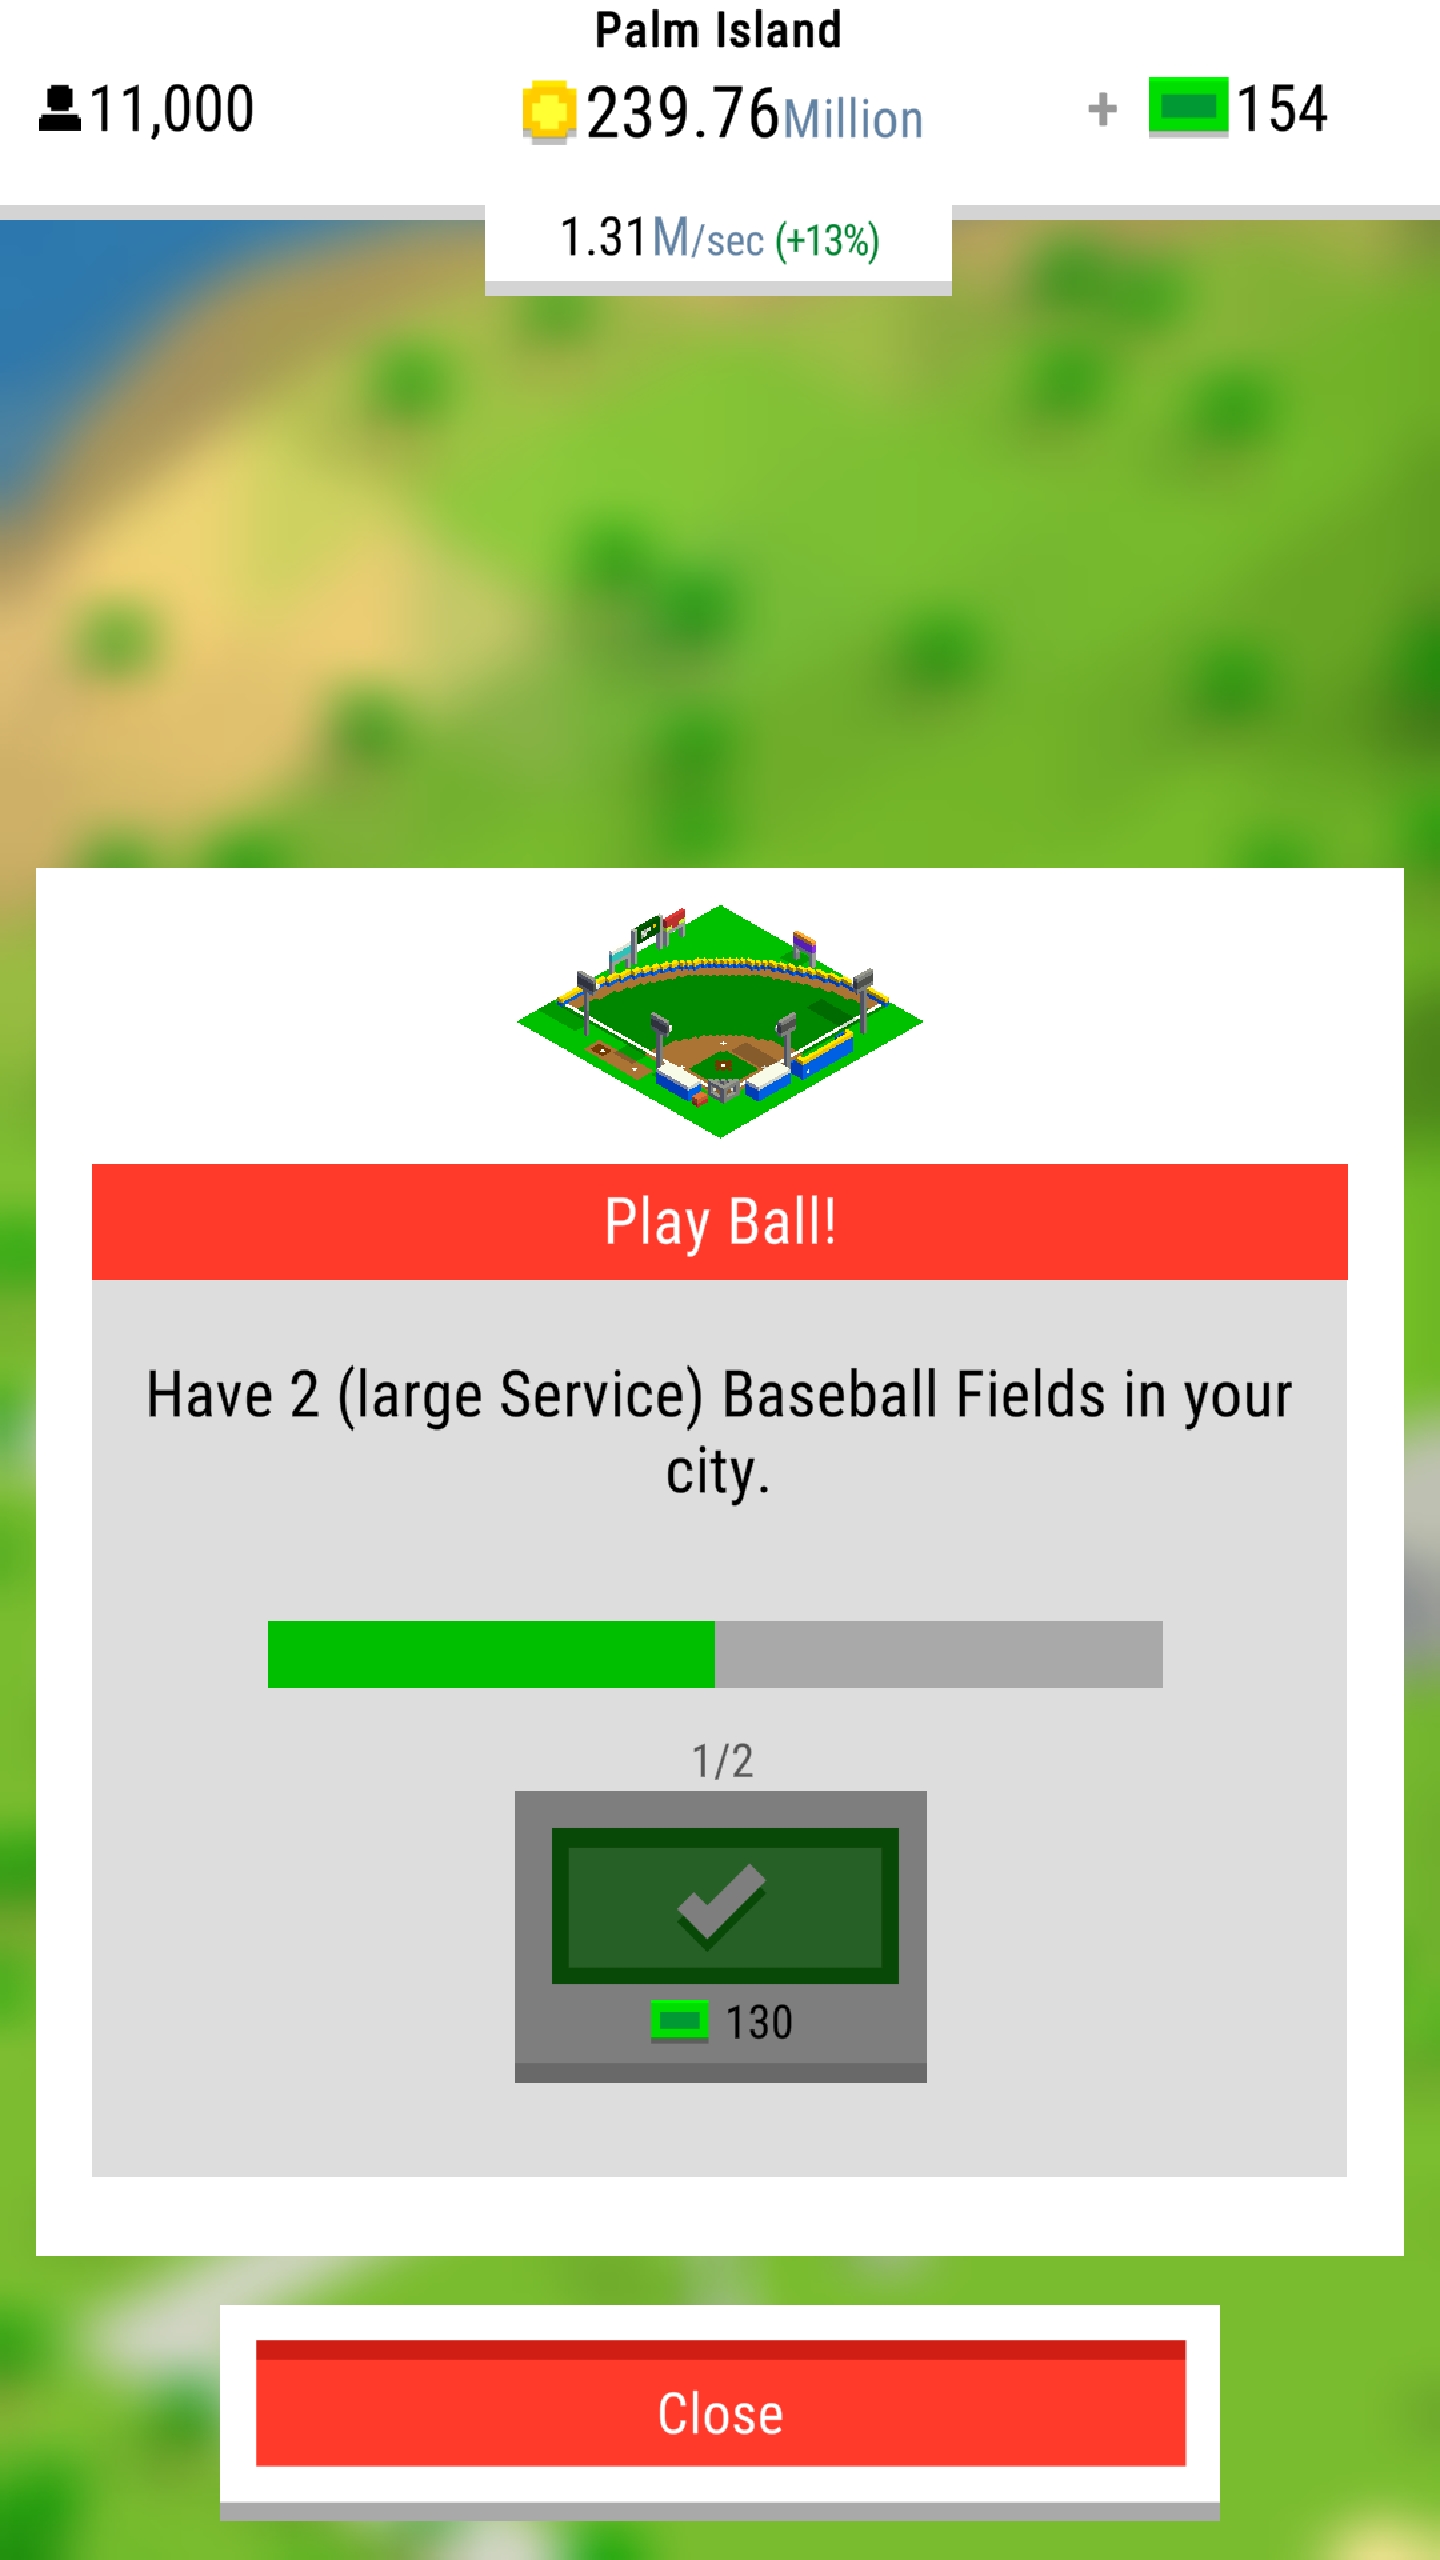 Palm Island
11,000
239.76Million
+ 154
1.31M/sec (+13%)
Play Ball!
Have 2 (large Service) Baseball Fields in your
city.
1/2
130
Close